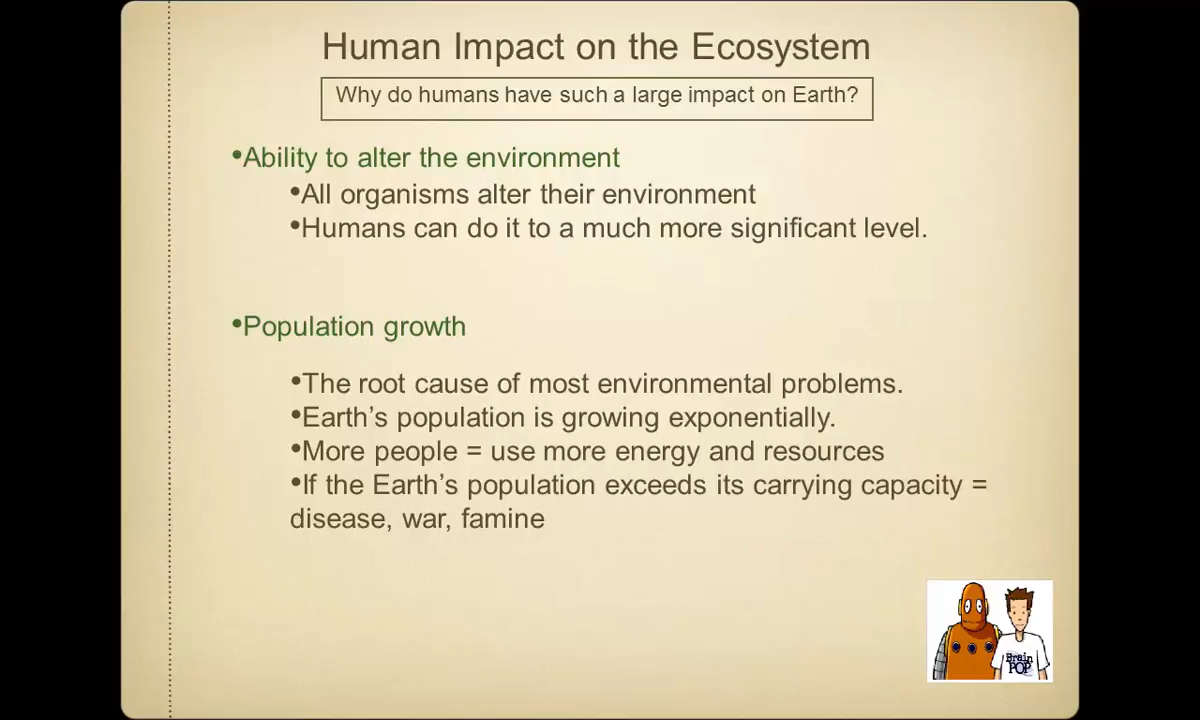 Human Impact on the Ecosystem
Why do humans have such a large impact on Earth?
•Ability to alter the environment
•All organisms alter their environment
•Humans can do it to a much more significant level.
•Population growth
•The root cause of most environmental problems.
•Earth’s population is growing exponentially.
•More people = use more energy and resources
•If the Earth’s population exceeds its carrying capacity =
disease, war, famine
Brain
POP